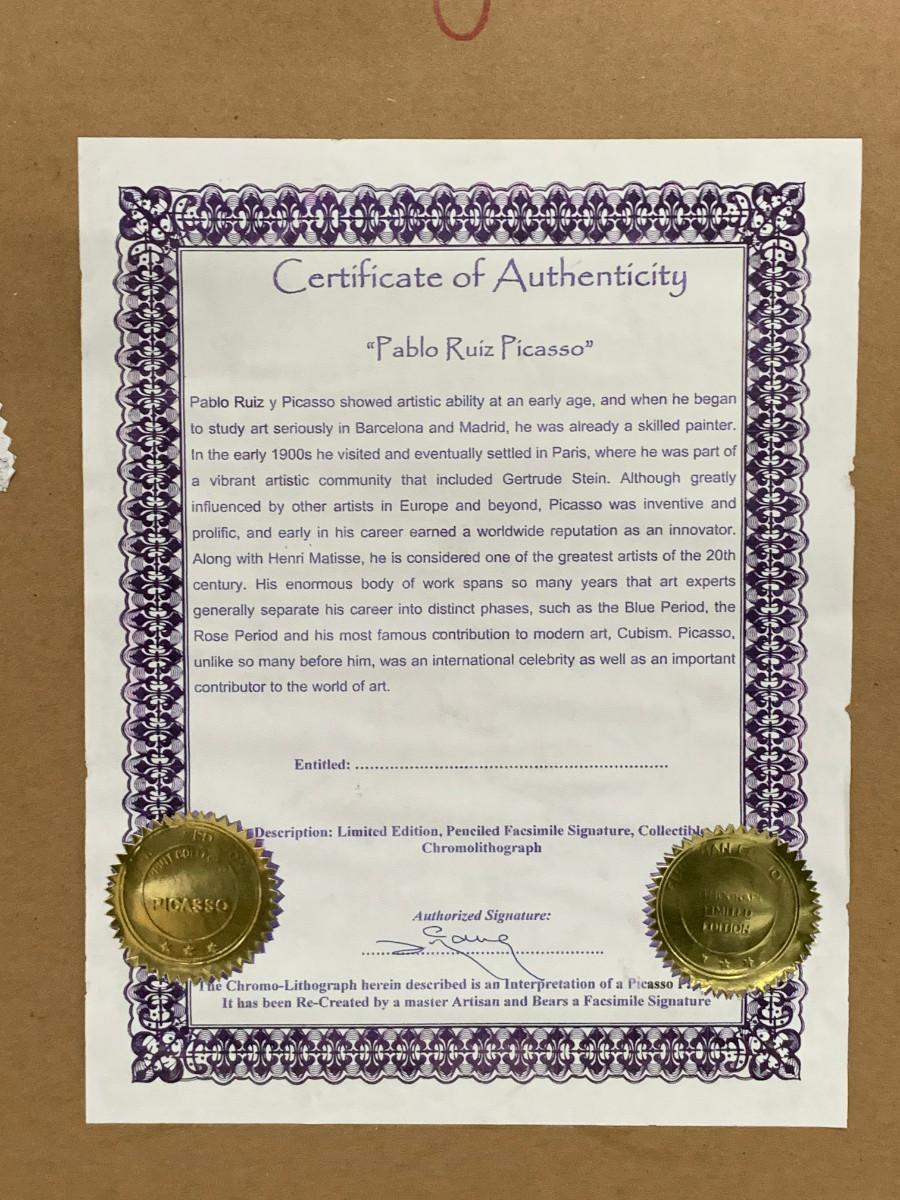 Certificate of Authenticity
“Pablo Ruiz Picasso”
Pablo Ruiz y Picasso showed artistic ability at an early age, and when he began
to study art seriously in Barcelona and Madrid, he was already a skilled painter.
In the early 1900s he visited and eventually settled in Paris, where he was part of
a vibrant artistic community that included Gertrude Stein. Although greatly
influenced by other artists in Europe and beyond, Picasso was inventive and
prolific, and early in his career earned a worldwide reputation as an innovator.
Along with Henri Matisse, he is considered one of the greatest artists of the 20th
century. His enormous body of work spans so many years that art experts
generally separate his career into distinct phases, such as the Blue Period, the
Rose Period and his most famous contribution to modern art, Cubism. Picasso,
unlike so many before him, was an international celebrity as well as an important
contributor to the world of art.
Entitled: ....................................................................
Description: Limited Edition, Penciled Facsimile Signature, Collectible
Chromolithograph
PICASSO
LIMITED
EDITION
Authorized Signature:
The Chromo-Lithograph herein described is an Interpretation of a Picasso
It has been Re-Created by a master Artisan and Bears a Facsimile Signature